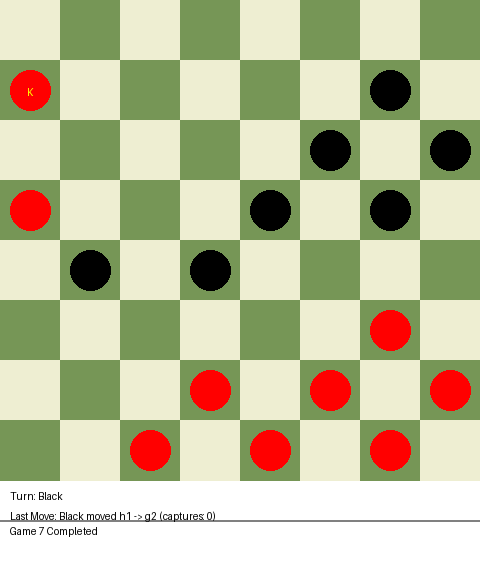 K
Turn: Black
Last Move: Black moved h1 -> g2 (captures: 0)
Game 7 Completed